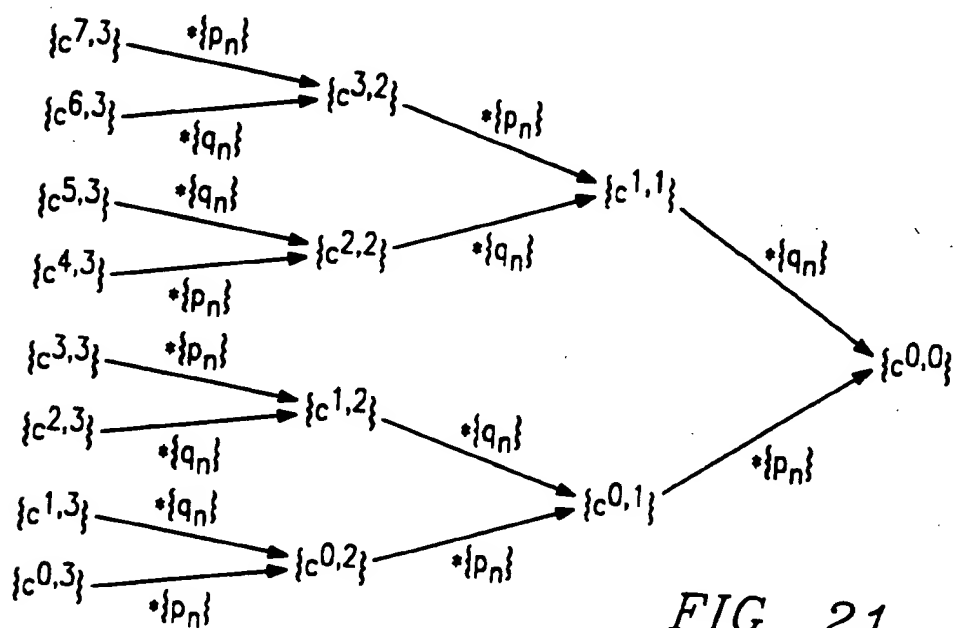 {c^7,3}
*{p_n}
{c^6,3}
*{q_n}
{c^3,2}
*{p_n}
{c^5,3}
*{q_n}
{c^4,3}
*{p_n}
{c^2,2}
*{q_n}
{c^1,1}
*{q_n}
{c^3,3}
*{p_n}
{c^2,3}
*{q_n}
{c^1,2}
*{q_n}
{c^1,3}
*{q_n}
{c^0,3}
*{p_n}
{c^0,2}
*{p_n}
{c^0,1}
*{p_n}
{c^0,0}
FIG. 21